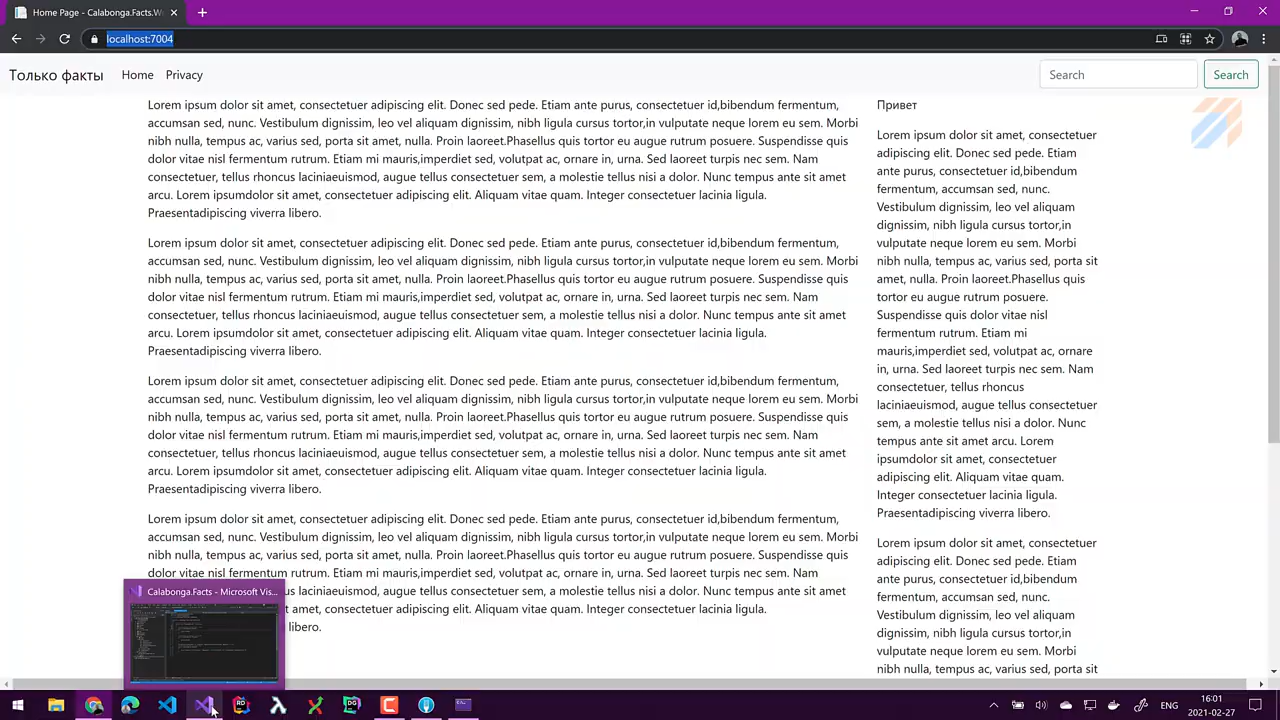 Home Page - Calabonga.Facts.We
localhost:7004
Только факты
Home
Privacy
Search
Search
Lorem ipsum dolor sit amet, consectetuer adipiscing elit. Donec sed pede. Etiam ante purus, consectetuer id,bibendum fermentum,
accumsan sed, nunc. Vestibulum dignissim, leo vel aliquam dignissim, nibh ligula cursus tortor,in vulputate neque lorem eu sem. Morbi
nibh nulla, tempus ac, varius sed, porta sit amet, nulla. Proin laoreet.Phasellus quis tortor eu augue rutrum posuere. Suspendisse quis
dolor vitae nisl fermentum rutrum. Etiam mi mauris,imperdiet sed, volutpat ac, ornare in, urna. Sed laoreet turpis nec sem. Nam
consectetuer, tellus rhoncus laciniaeuismod, augue tellus consectetuer sem, a molestie tellus nisi a dolor. Nunc tempus ante sit amet
arcu. Lorem ipsumdolor sit amet, consectetuer adipiscing elit. Aliquam vitae quam. Integer consectetuer lacinia ligula.
Praesentadipiscing viverra libero.
Lorem ipsum dolor sit amet, consectetuer adipiscing elit. Donec sed pede. Etiam ante purus, consectetuer id,bibendum fermentum,
accumsan sed, nunc. Vestibulum dignissim, leo vel aliquam dignissim, nibh ligula cursus tortor,in vulputate neque lorem eu sem. Morbi
nibh nulla, tempus ac, varius sed, porta sit amet, nulla. Proin laoreet.Phasellus quis tortor eu augue rutrum posuere. Suspendisse quis
dolor vitae nisl fermentum rutrum. Etiam mi mauris,imperdiet sed, volutpat ac, ornare in, urna. Sed laoreet turpis nec sem. Nam
consectetuer, tellus rhoncus laciniaeuismod, augue tellus consectetuer sem, a molestie tellus nisi a dolor. Nunc tempus ante sit amet
arcu. Lorem ipsumdolor sit amet, consectetuer adipiscing elit. Aliquam vitae quam. Integer consectetuer lacinia ligula.
Praesentadipiscing viverra libero.
Lorem ipsum dolor sit amet, consectetuer adipiscing elit. Donec sed pede. Etiam ante purus, consectetuer id,bibendum fermentum,
accumsan sed, nunc. Vestibulum dignissim, leo vel aliquam dignissim, nibh ligula cursus tortor,in vulputate neque lorem eu sem. Morbi
nibh nulla, tempus ac, varius sed, porta sit amet, nulla. Proin laoreet.Phasellus quis tortor eu augue rutrum posuere. Suspendisse quis
dolor vitae nisl fermentum rutrum. Etiam mi mauris,imperdiet sed, volutpat ac, ornare in, urna. Sed laoreet turpis nec sem. Nam
consectetuer, tellus rhoncus laciniaeuismod, augue tellus consectetuer sem, a molestie tellus nisi a dolor. Nunc tempus ante sit amet
arcu. Lorem ipsumdolor sit amet, consectetuer adipiscing elit. Aliquam vitae quam. Integer consectetuer lacinia ligula.
Praesentadipiscing viverra libero.
Lorem ipsum dolor sit amet, consectetuer adipiscing elit. Donec sed pede. Etiam ante purus, consectetuer id,bibendum fermentum,
accumsan sed, nunc. Vestibulum dignissim, leo vel aliquam dignissim, nibh ligula cursus tortor,in vulputate neque lorem eu sem. Morbi
nibh nulla, tempus ac, varius sed, porta sit amet, nulla. Proin laoreet.Phasellus quis tortor eu augue rutrum posuere. Suspendisse quis
dolor vitae nisl fermentum rutrum. Etiam mi mauris,imperdiet sed, volutpat ac, ornare in, urna. Sed laoreet turpis nec sem. Nam
laciniaeuismod, augue tellus consectetuer sem, a molestie tellus nisi a dolor. Nunc tempus ante sit amet
sit amet, consectetuer adipiscing elit. Aliquam vitae quam. Integer consectetuer lacinia ligula.
libero.
Привет
Lorem ipsum dolor sit amet, consectetuer
adipiscing elit. Donec sed pede. Etiam
ante purus, consectetuer id,bibendum
fermentum, accumsan sed, nunc.
Vestibulum dignissim, leo vel aliquam
dignissim, nibh ligula cursus tortor,in
vulputate neque lorem eu sem. Morbi
nibh nulla, tempus ac, varius sed, porta sit
amet, nulla. Proin laoreet.Phasellus quis
tortor eu augue rutrum posuere.
Suspendisse quis dolor vitae nisl
fermentum rutrum. Etiam mi
mauris,imperdiet sed, volutpat ac, ornare
in, urna. Sed laoreet turpis nec sem. Nam
consectetuer, tellus rhoncus
laciniaeuismod, augue tellus consectetuer
sem, a molestie tellus nisi a dolor. Nunc
tempus ante sit amet arcu. Lorem
ipsumdolor sit amet, consectetuer
adipiscing elit. Aliquam vitae quam.
Integer consectetuer lacinia ligula.
Praesentadipiscing viverra libero.
Lorem ipsum dolor sit amet, consectetuer
adipiscing elit. Donec sed pede. Etiam
ante purus, consectetuer id,bibendum
fermentum, accumsan sed, nunc.
Vestibulum dignissim, leo vel aliquam
dignissim, nibh ligula cursus tortor,in
vulputate neque lorem eu sem. Morbi
nibh nulla, tempus ac, varius sed, porta sit
Calabonga.Facts - Microsoft Vis...
ENG
16:01
2021-02-27